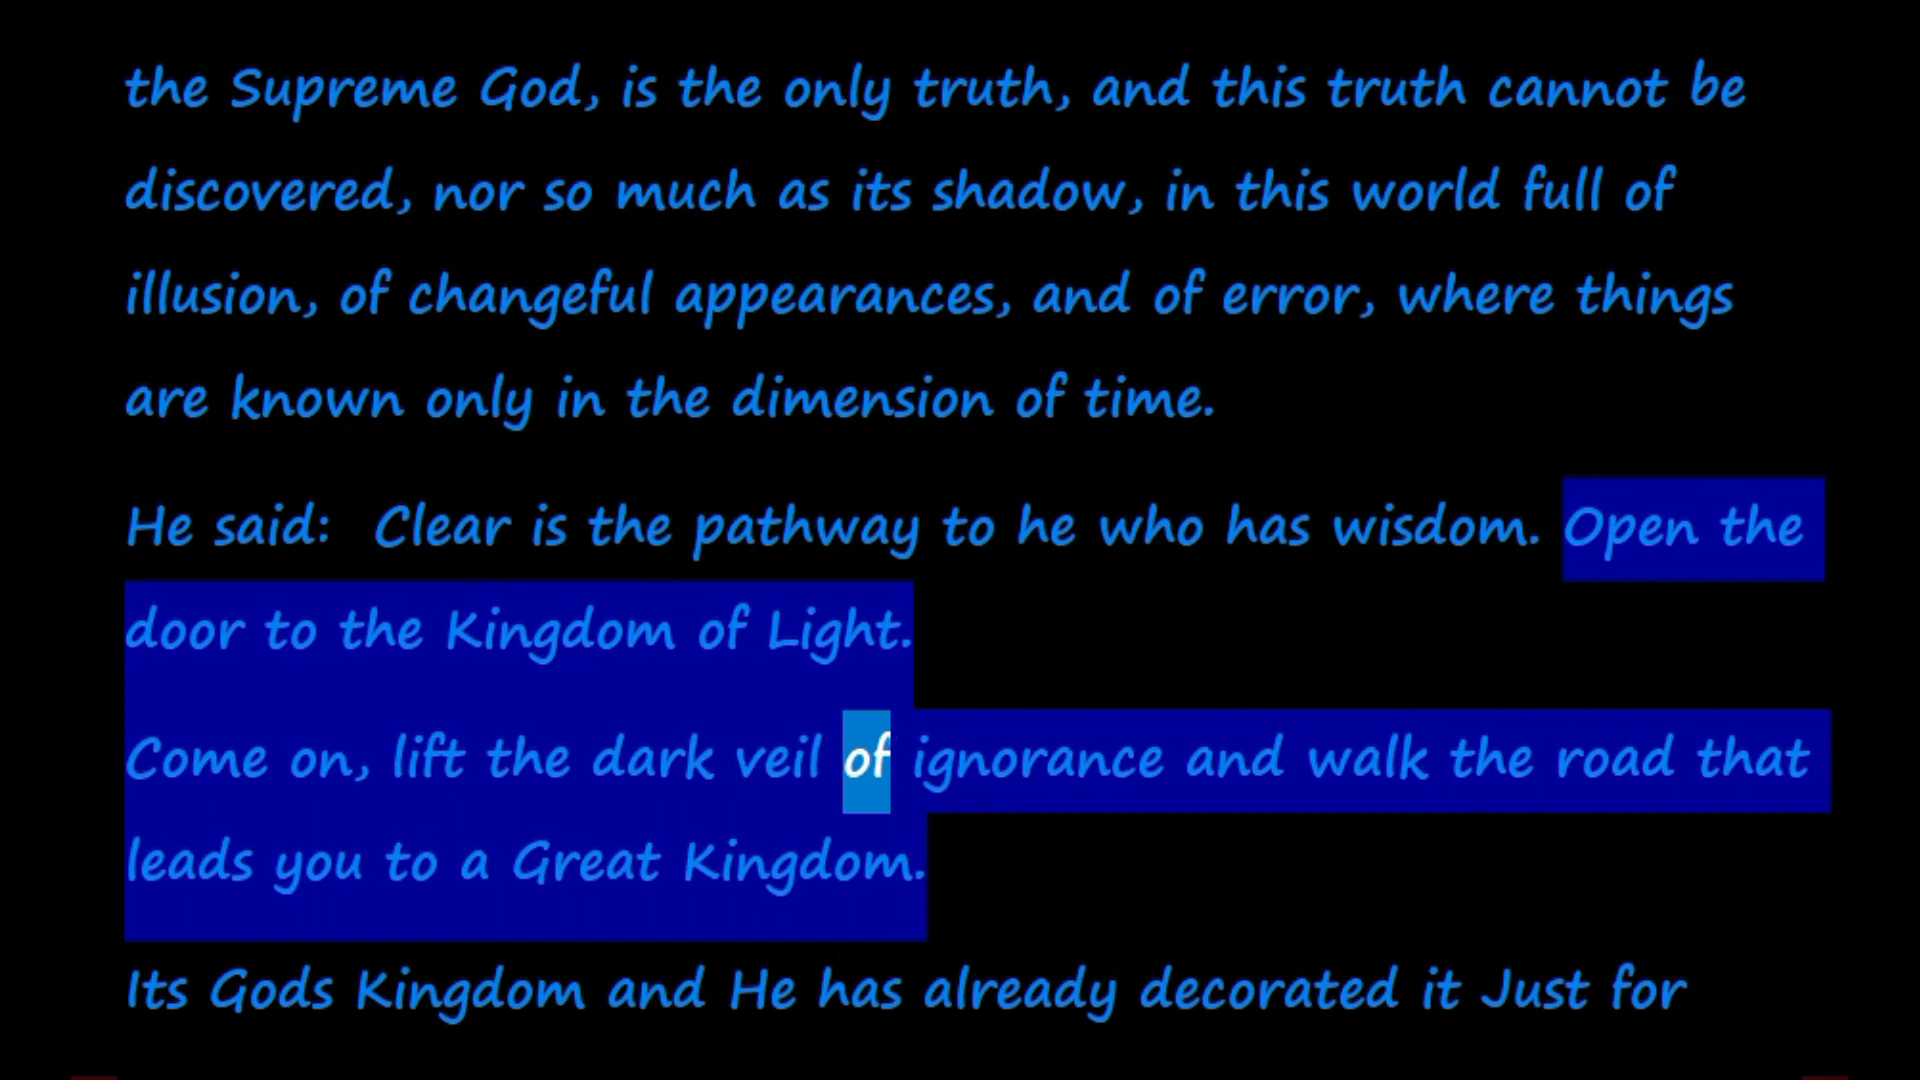 the Supreme God, is the only truth, and this truth cannot be
discovered, nor so much as its shadow, in this world full of
illusion, of changeful appearances, and of error, where things
are known only in the dimension of time.
He said:  Clear is the pathway to he who has wisdom. Open the
door to the Kingdom of Light.
Come on, lift the dark veil of ignorance and walk the road that
leads you to a Great Kingdom.
Its Gods Kingdom and He has already decorated it Just for